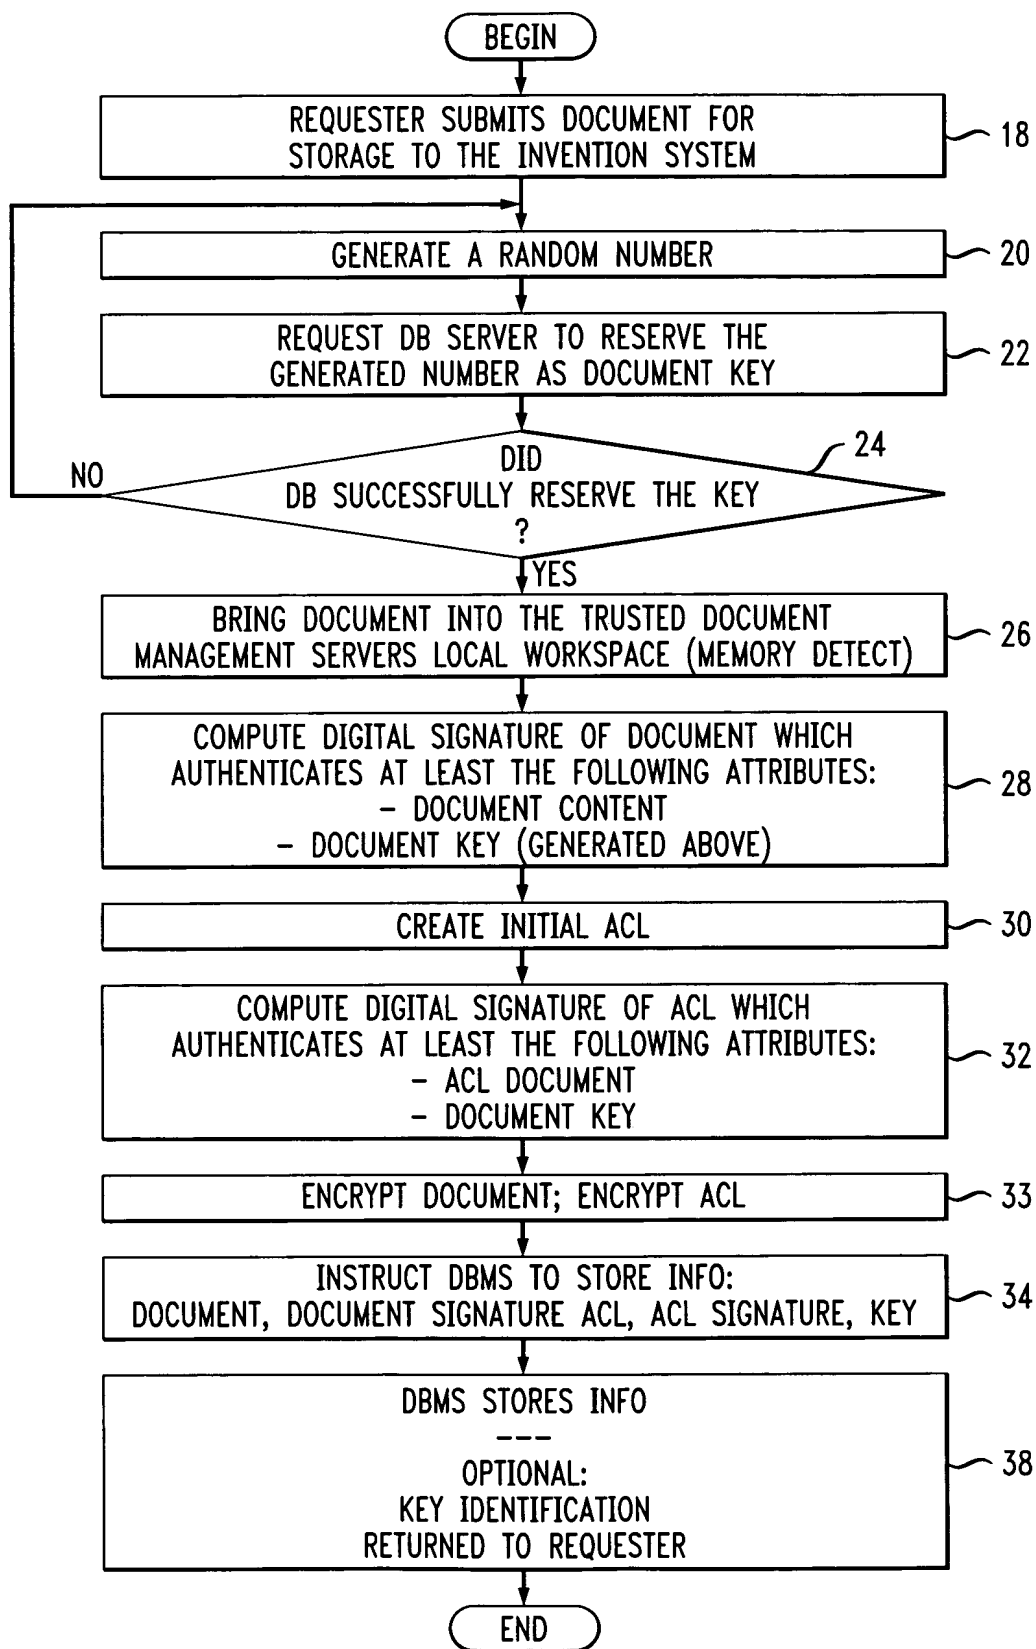 BEGIN
REQUESTER SUBMITS DOCUMENT FOR
STORAGE TO THE INVENTION SYSTEM
18
GENERATE A RANDOM NUMBER
20
REQUEST DB SERVER TO RESERVE THE
GENERATED NUMBER AS DOCUMENT KEY
22
DID
DB SUCCESSFULLY RESERVE THE KEY
?
24
NO
YES
BRING DOCUMENT INTO THE TRUSTED DOCUMENT
MANAGEMENT SERVERS LOCAL WORKSPACE (MEMORY DETECT)
26
COMPUTE DIGITAL SIGNATURE OF DOCUMENT WHICH
AUTHENTICATES AT LEAST THE FOLLOWING ATTRIBUTES:
– DOCUMENT CONTENT
– DOCUMENT KEY (GENERATED ABOVE)
28
CREATE INITIAL ACL
30
COMPUTE DIGITAL SIGNATURE OF ACL WHICH
AUTHENTICATES AT LEAST THE FOLLOWING ATTRIBUTES:
– ACL DOCUMENT
– DOCUMENT KEY
32
ENCRYPT DOCUMENT; ENCRYPT ACL
33
INSTRUCT DBMS TO STORE INFO:
DOCUMENT, DOCUMENT SIGNATURE ACL, ACL SIGNATURE, KEY
34
DBMS STORES INFO
– – –
OPTIONAL:
KEY IDENTIFICATION
RETURNED TO REQUESTER
38
END